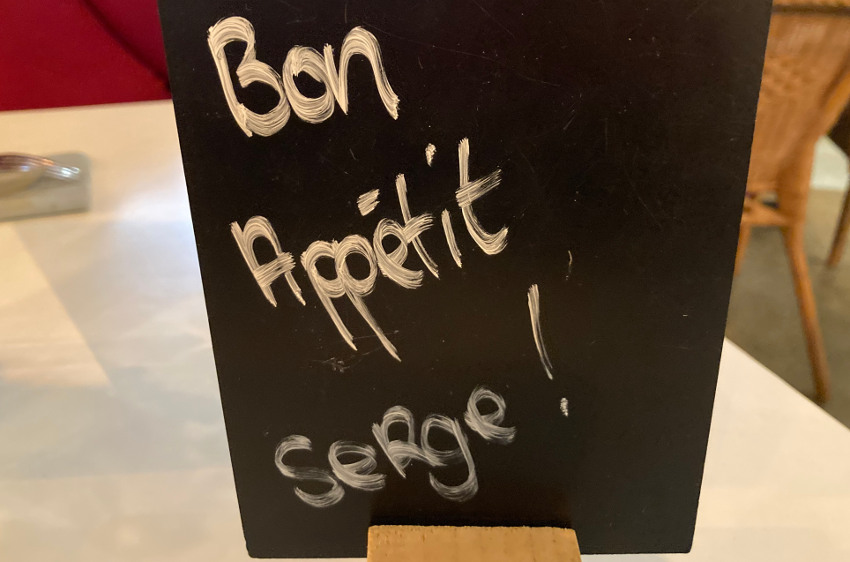 Bon
Appétit
Serge !